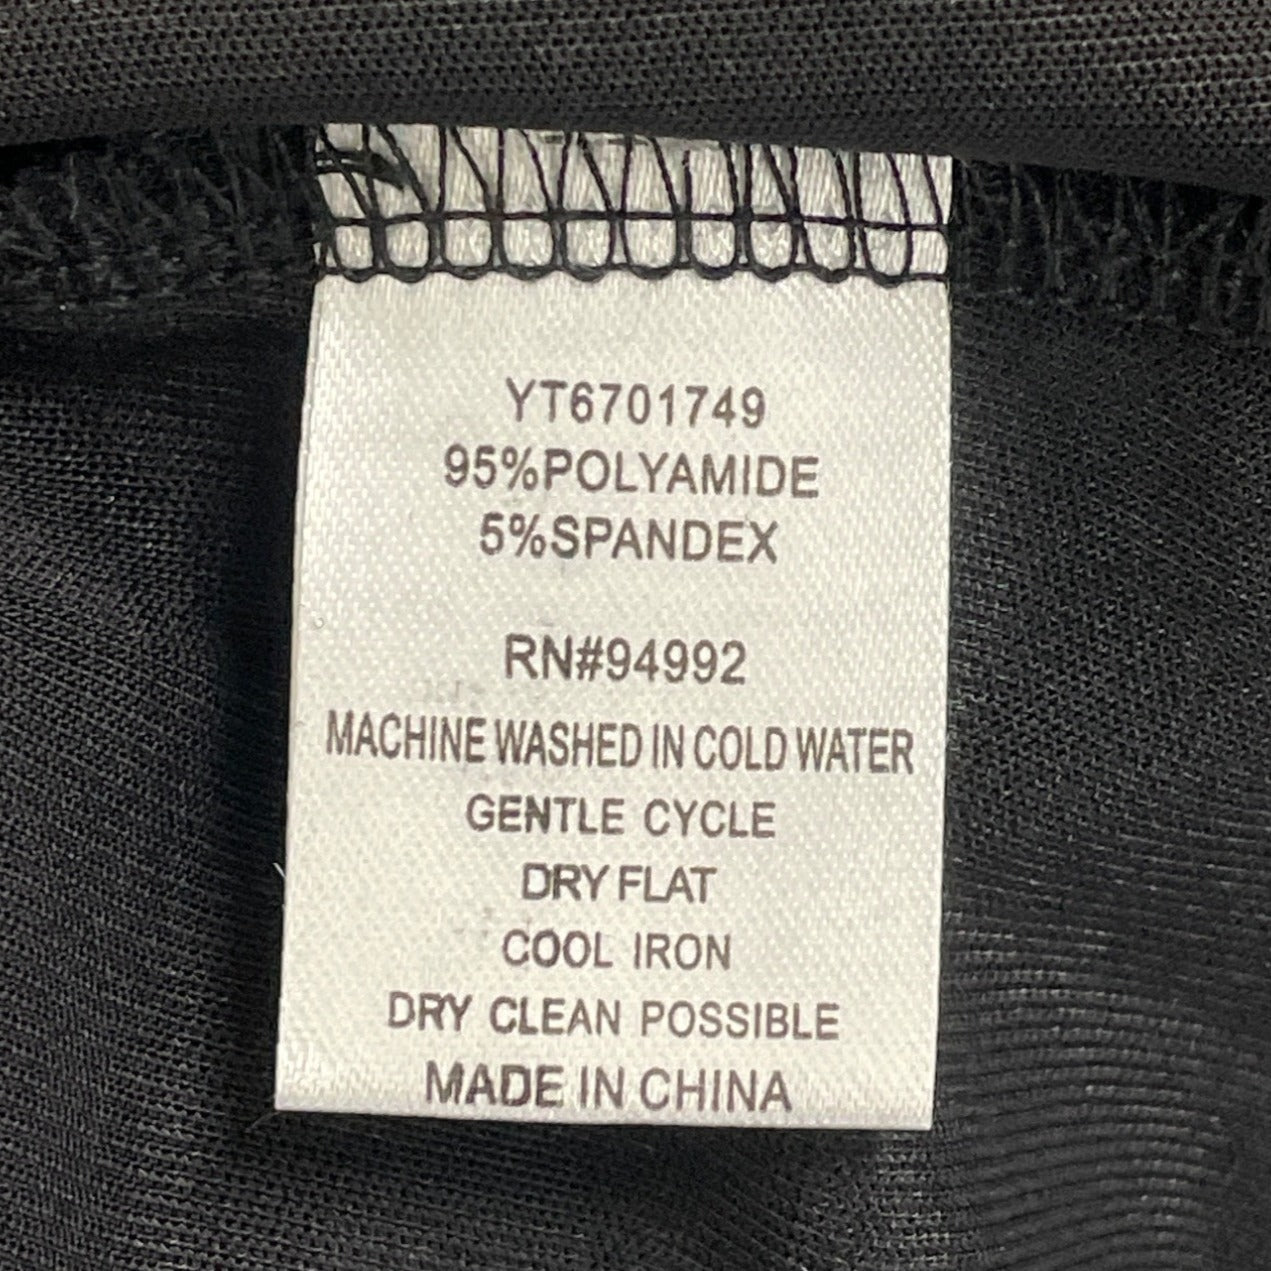 YT6701749
95%POLYAMIDE
5%SPANDEX
RN#94992
MACHINE WASHED IN COLD WATER
GENTLE CYCLE
DRY FLAT
COOL IRON
DRY CLEAN POSSIBLE
MADE IN CHINA